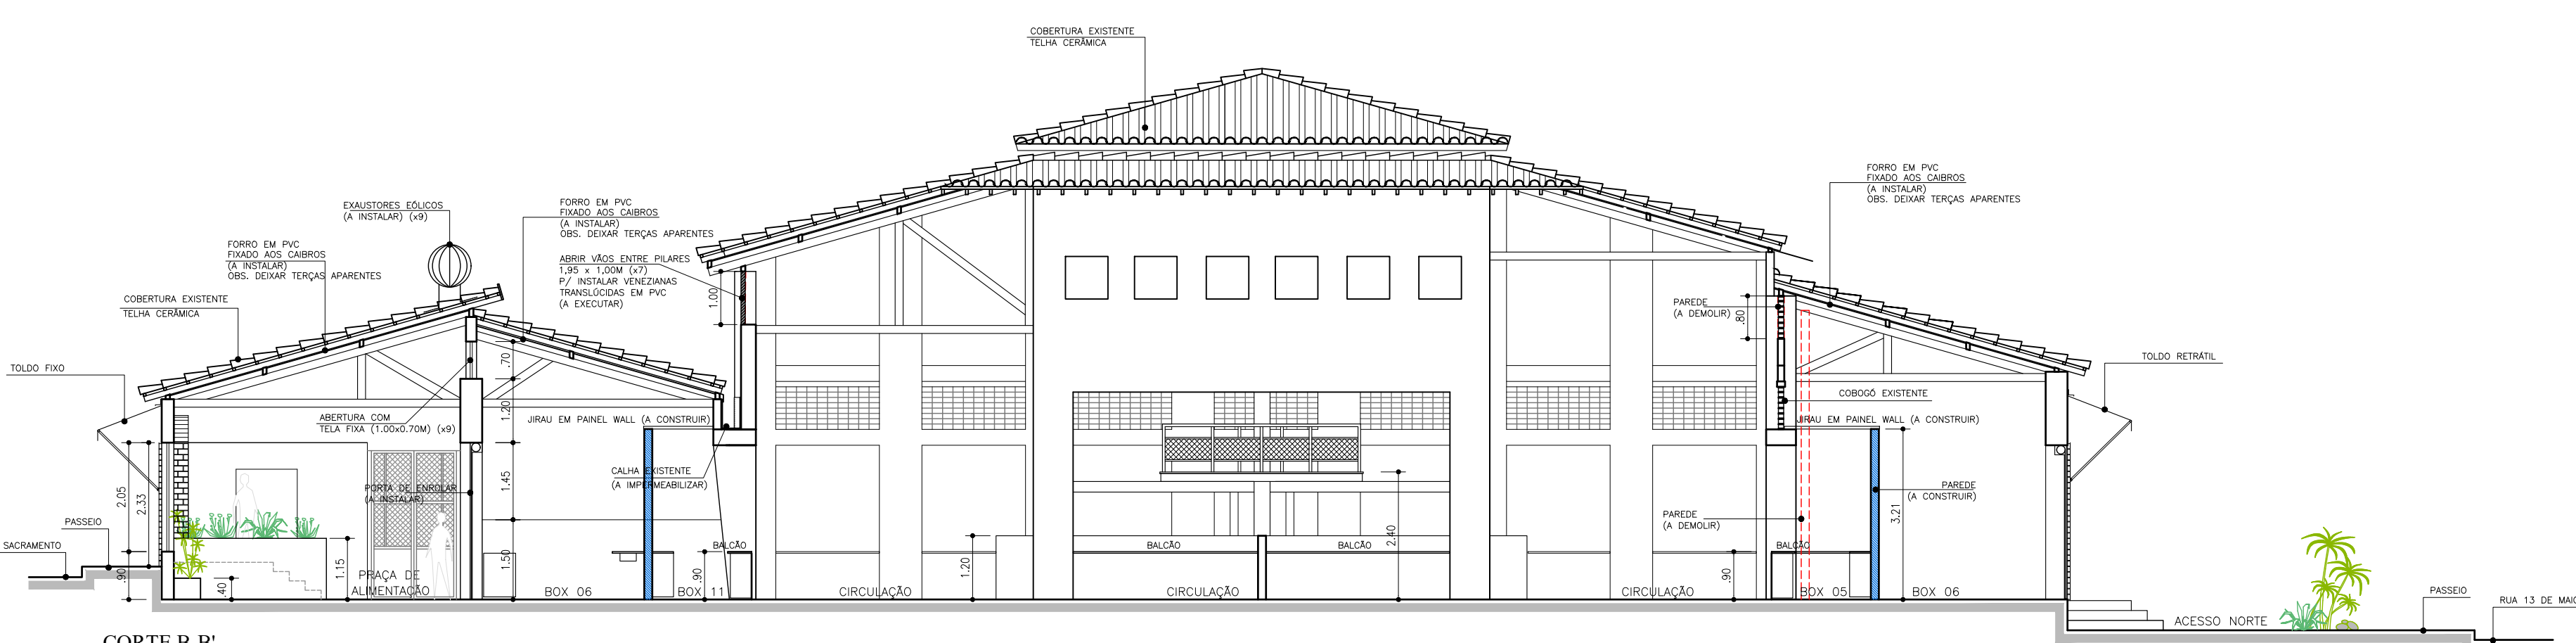 COBERTURA EXISTENTE
TELHA CERÂMICA
FORRO EM PVC
FIXADO AOS CAIBROS
(A INSTALAR)
OBS. DEIXAR TERÇAS APARENTES
EXAUSTORES EÓLICOS
(A INSTALAR) (x9)
FORRO EM PVC
FIXADO AOS CAIBROS
(A INSTALAR)
OBS. DEIXAR TERÇAS APARENTES
FORRO EM PVC
FIXADO AOS CAIBROS
(A INSTALAR)
OBS. DEIXAR TERÇAS APARENTES
ABRIR VÃOS ENTRE PILARES
1,95 x 1,00M (x7)
P/ INSTALAR VENEZIANAS
TRANSLÚCIDAS EM PVC
(A EXECUTAR)
1.00
COBERTURA EXISTENTE
TELHA CERÂMICA
PAREDE
(A DEMOLIR)
.80
TOLDO FIXO
.70
TOLDO RETRÁTIL
COBOGÓ EXISTENTE
1.20
ABERTURA COM
TELA FIXA (1.00x0.70M) (x9)
JIRAU EM PAINEL WALL (A CONSTRUIR)
JIRAU EM PAINEL WALL (A CONSTRUIR)
CALHA EXISTENTE
(A IMPERMEABILIZAR)
1.45
PORTA DE ENROLAR
(A INSTALAR)
2.05
2.33
PAREDE
(A CONSTRUIR)
3.21
PAREDE
(A DEMOLIR)
2.40
PASSEIO
SACRAMENTO
BALCÃO
BALCÃO
BALCÃO
BALCÃO
.90
.40
1.15
1.50
.90
1.20
.90
PRAÇA DE
ALIMENTAÇÃO
BOX 06
BOX 11
CIRCULAÇÃO
CIRCULAÇÃO
CIRCULAÇÃO
BOX 05
BOX 06
PASSEIO
RUA 13 DE MAIO
ACESSO NORTE
CORTE B-B'